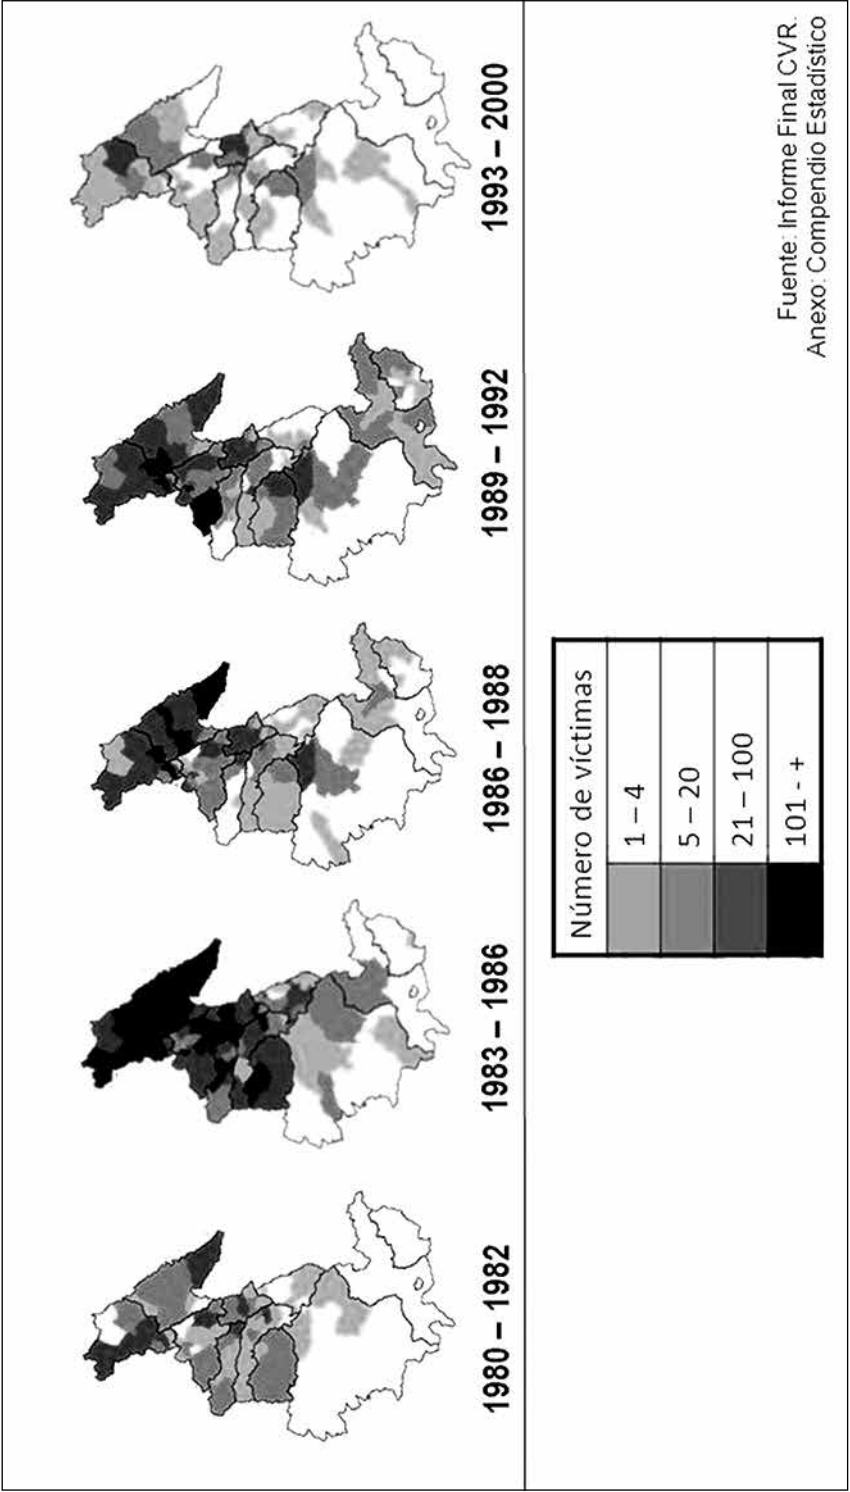 1980 – 1982
1983 – 1986
1986 – 1988
1989 – 1992
1993 – 2000
Número de víctimas
1 – 4
5 – 20
21 – 100
101 - +
Fuente: Informe Final CVR.
Anexo: Compendio Estadístico